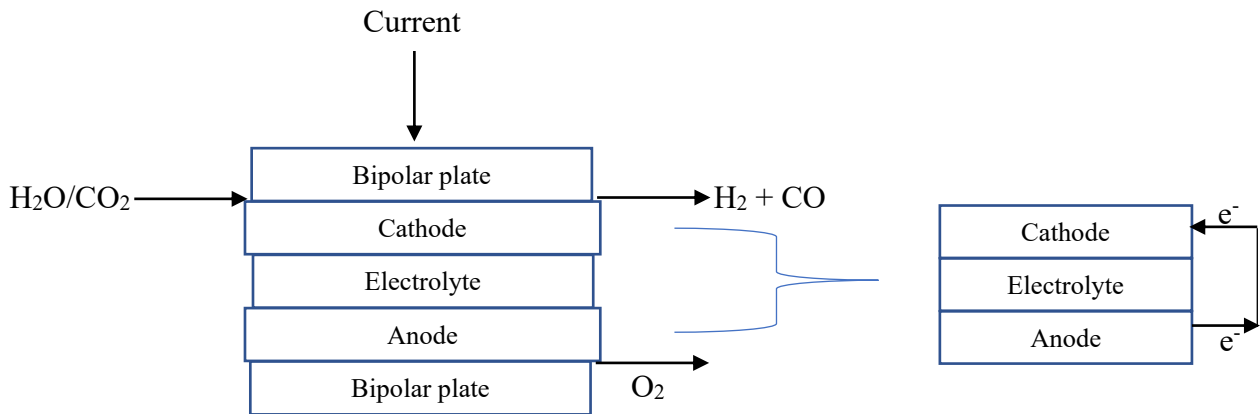 Current
Bipolar plate
H₂O/CO₂
H₂ + CO
Cathode
Electrolyte
Anode
O₂
Bipolar plate
e⁻
Cathode
Electrolyte
Anode
e⁻